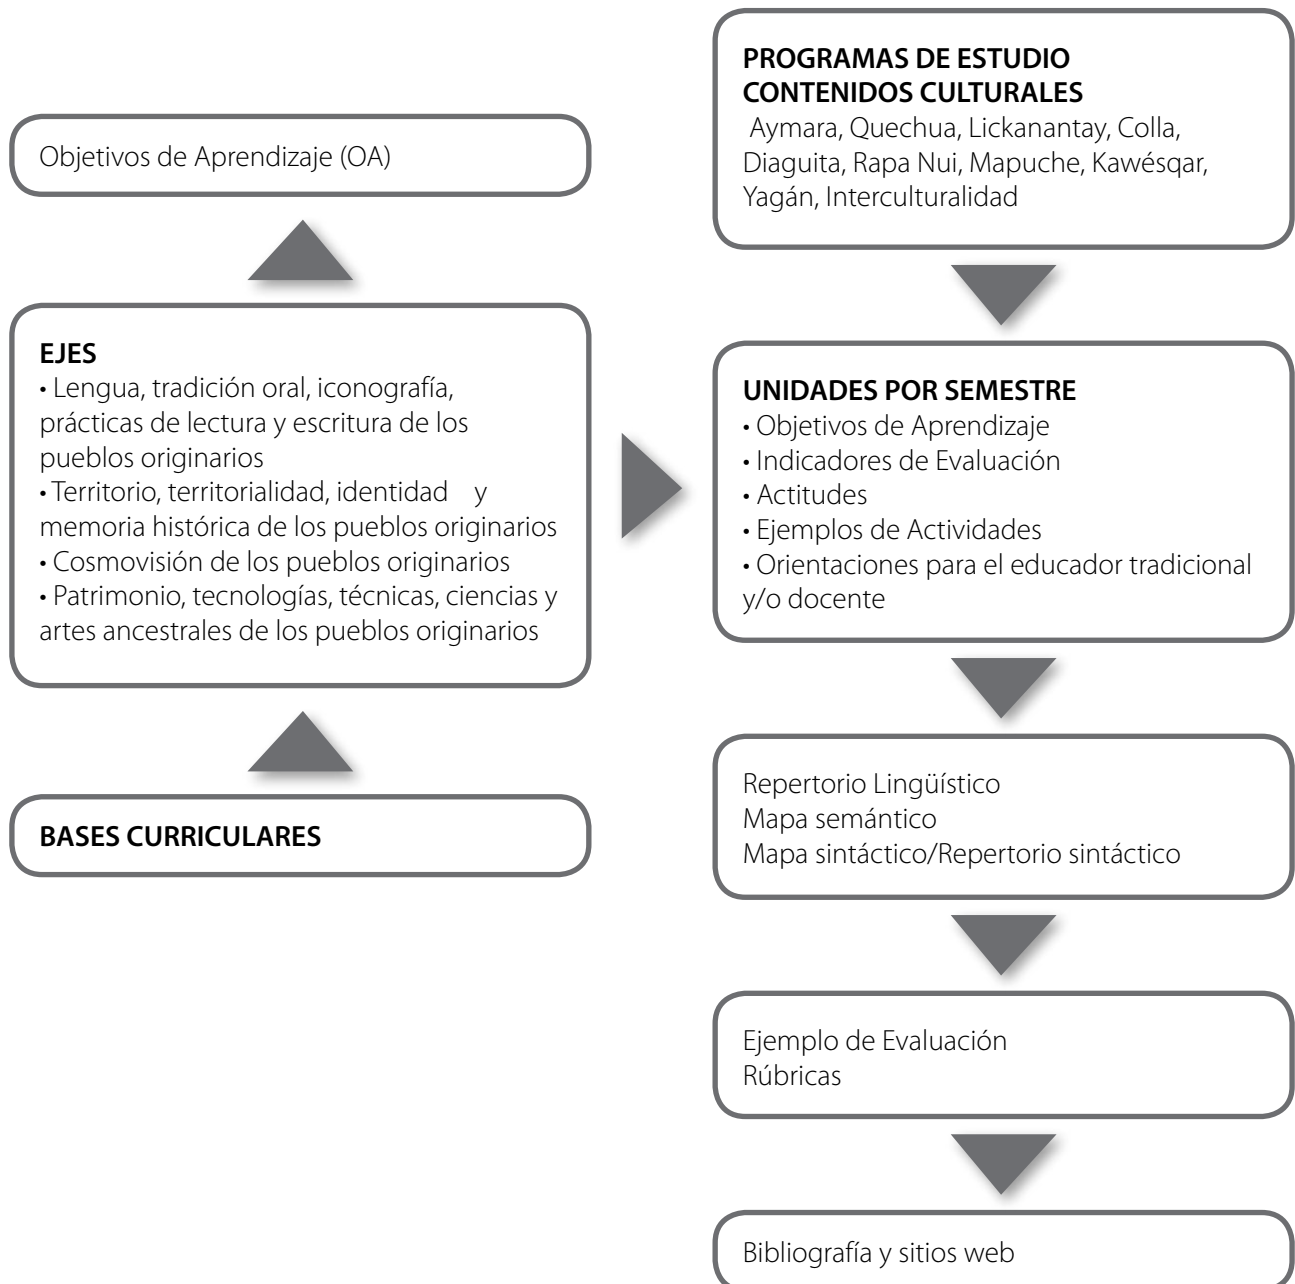 Objetivos de Aprendizaje (OA)
EJES
• Lengua, tradición oral, iconografía,
prácticas de lectura y escritura de los
pueblos originarios
• Territorio, territorialidad, identidad y
memoria histórica de los pueblos originarios
• Cosmovisión de los pueblos originarios
• Patrimonio, tecnologías, técnicas, ciencias y
artes ancestrales de los pueblos originarios
BASES CURRICULARES
PROGRAMAS DE ESTUDIO
CONTENIDOS CULTURALES
Aymara, Quechua, Lickanantay, Colla,
Diaguita, Rapa Nui, Mapuche, Kawésqar,
Yagán, Interculturalidad
UNIDADES POR SEMESTRE
• Objetivos de Aprendizaje
• Indicadores de Evaluación
• Actitudes
• Ejemplos de Actividades
• Orientaciones para el educador tradicional
y/o docente
Repertorio Lingüístico
Mapa semántico
Mapa sintáctico/Repertorio sintáctico
Ejemplo de Evaluación
Rúbricas
Bibliografía y sitios web